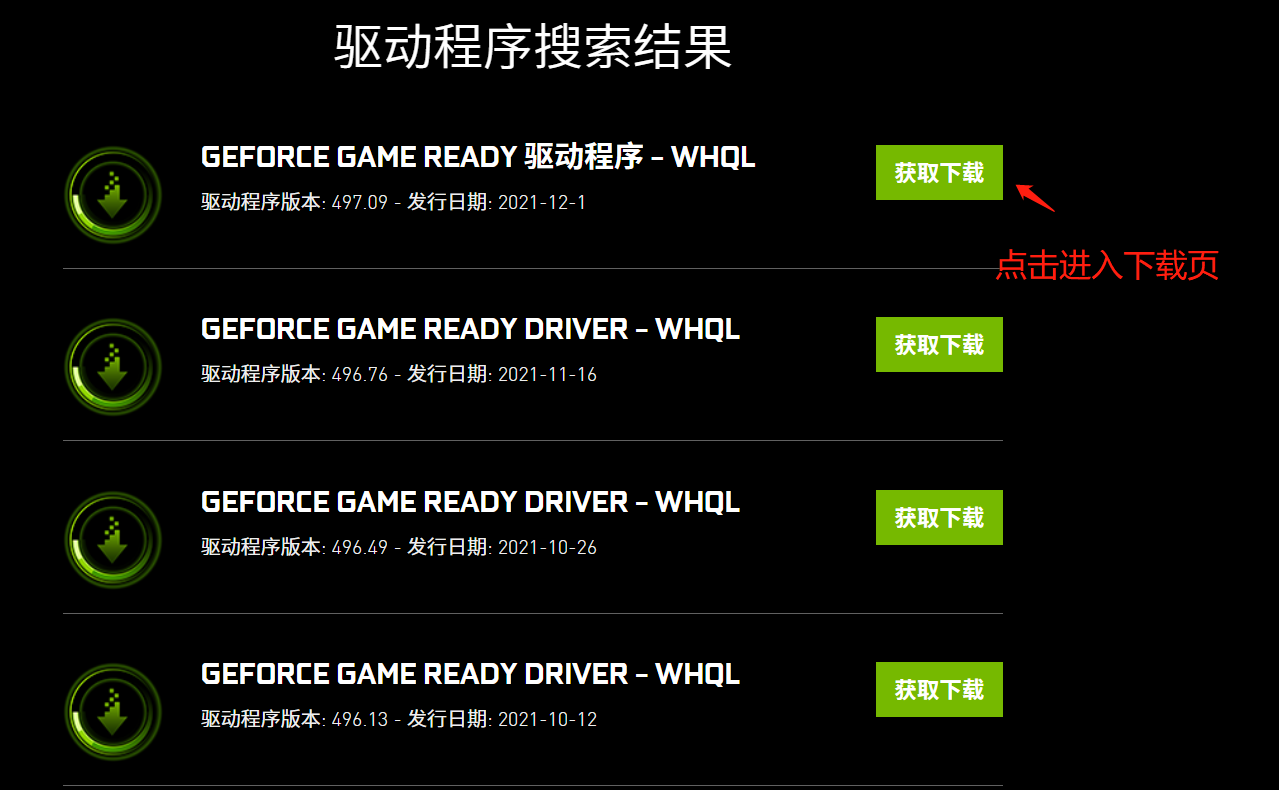 驱动程序搜索结果
GEFORCE GAME READY 驱动程序 – WHQL
获取下载
驱动程序版本: 497.09 - 发行日期: 2021-12-1
点击进入下载页
GEFORCE GAME READY DRIVER – WHQL
获取下载
驱动程序版本: 496.76 - 发行日期: 2021-11-16
GEFORCE GAME READY DRIVER – WHQL
获取下载
驱动程序版本: 496.49 - 发行日期: 2021-10-26
GEFORCE GAME READY DRIVER – WHQL
获取下载
驱动程序版本: 496.13 - 发行日期: 2021-10-12